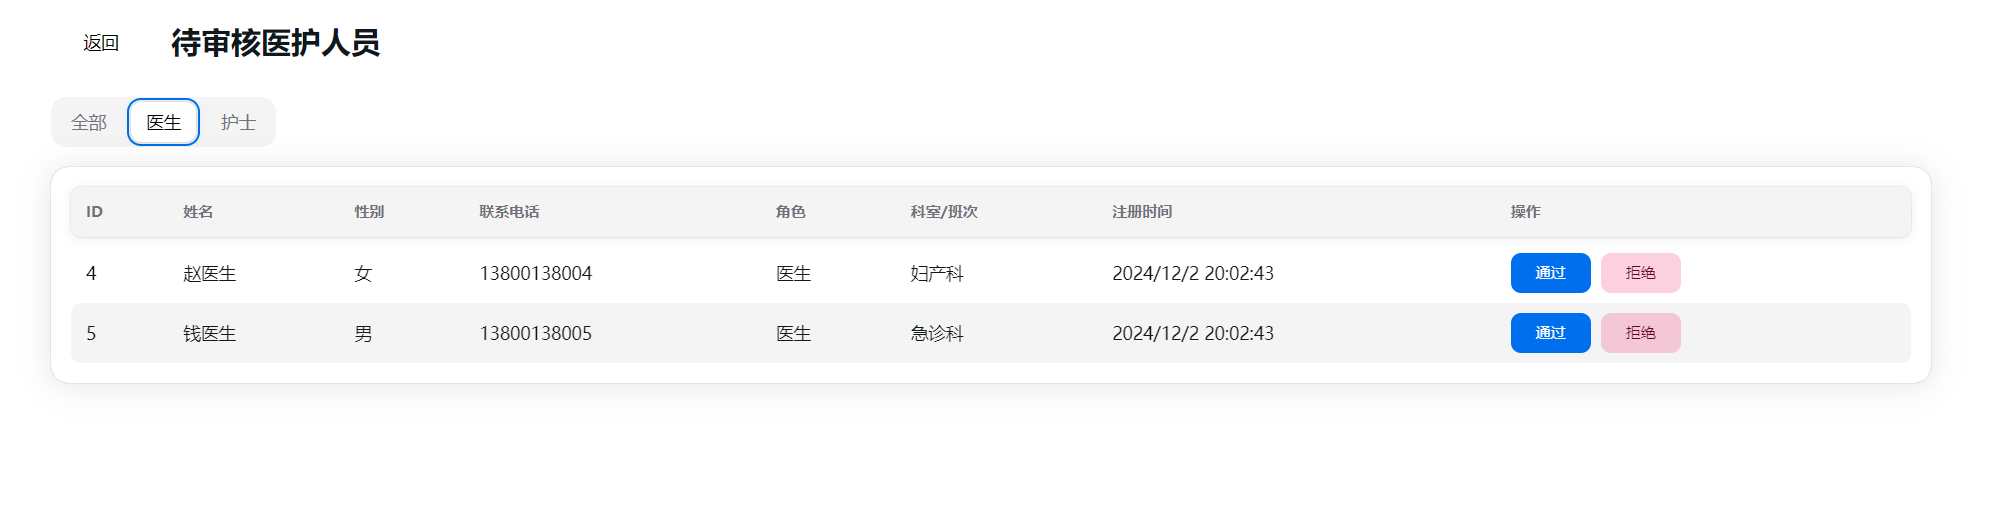 返回 待审核医护人员
全部 医生 护士
ID 姓名 性别 联系电话 角色 科室/班次 注册时间 操作
4 赵医生 女 13800138004 医生 妇产科 2024/12/2 20:02:43 通过 拒绝
5 钱医生 男 13800138005 医生 急诊科 2024/12/2 20:02:43 通过 拒绝